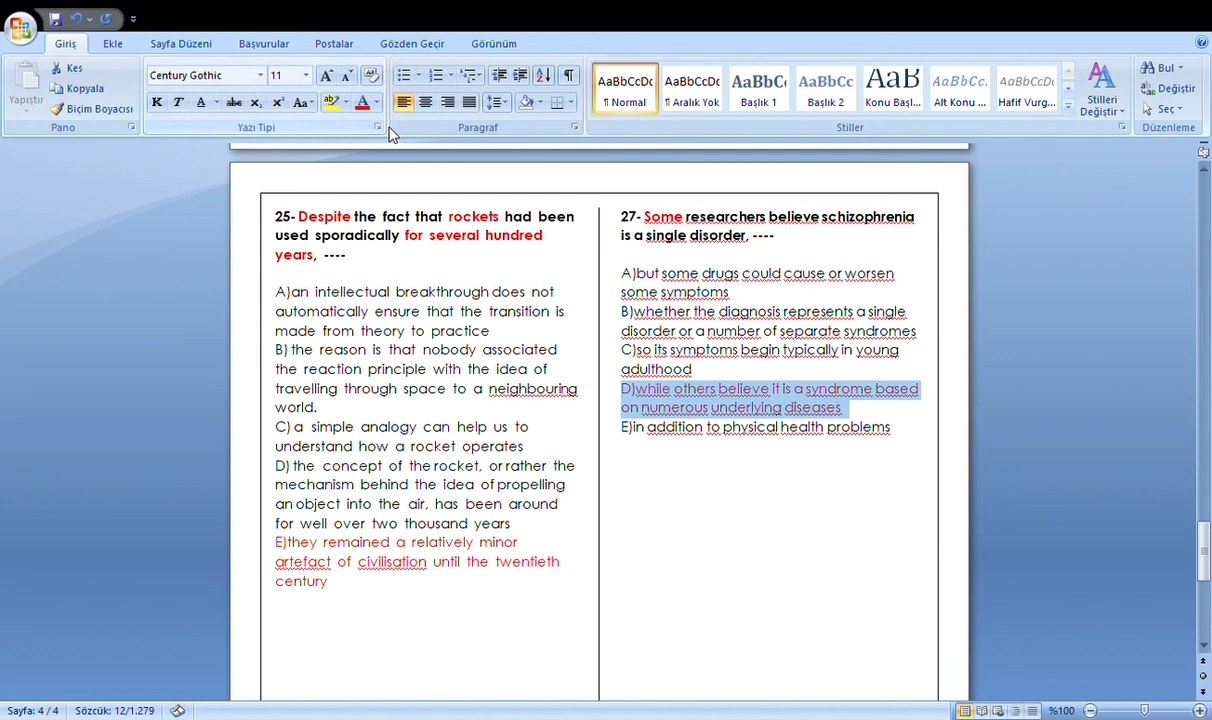 Giriş Ekle Sayfa Düzeni Başvurular Postalar Gözden Geçir Görünüm
Yapıştır
Kes
Kopyala
Biçim Boyacısı
Pano
Century Gothic 11
Yazı Tipi
Paragraf
AaBbCcDc AaBbCcDc AaBbC AaBbCc AaB AaBbCc AaBbCcDc
¶ Normal ¶ Aralık Yok Başlık 1 Başlık 2 Konu Başl... Alt Konu ... Hafif Vurg...
Stilleri
Değiştir
Stiller
Bul
Değiştir
Seç
Düzenleme
25- Despite the fact that rockets had been
used sporadically for several hundred
years, ----
A)an intellectual breakthrough does not
automatically ensure that the transition is
made from theory to practice
B) the reason is that nobody associated
the reaction principle with the idea of
travelling through space to a neighbouring
world.
C) a simple analogy can help us to
understand how a rocket operates
D) the concept of the rocket, or rather the
mechanism behind the idea of propelling
an object into the air, has been around
for well over two thousand years
E)they remained a relatively minor
artefact of civilisation until the twentieth
century
27- Some researchers believe schizophrenia
is a single disorder, ----
A)but some drugs could cause or worsen
some symptoms
B)whether the diagnosis represents a single
disorder or a number of separate syndromes
C)so its symptoms begin typically in young
adulthood
D)while others believe it is a syndrome based
on numerous underlying diseases
E)in addition to physical health problems
Sayfa: 4 / 4 Sözcük: 12/1.279 %100